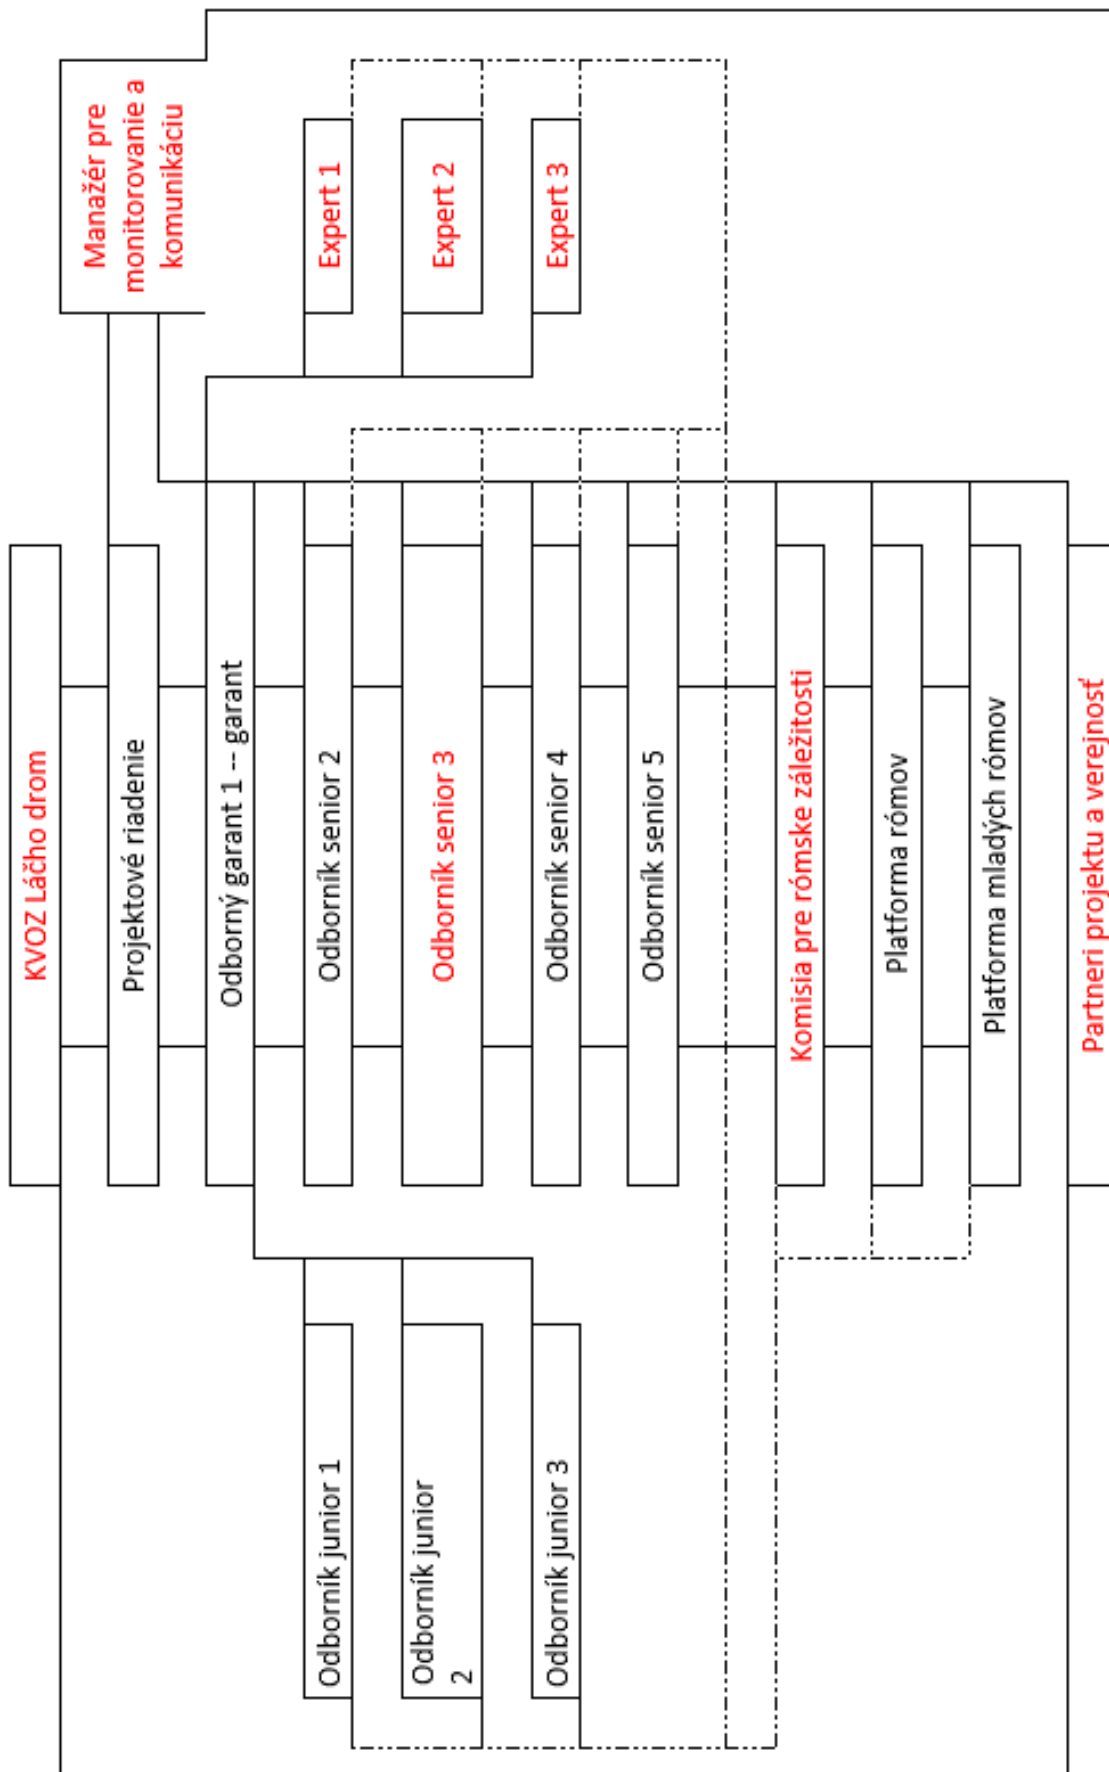 KVOZ Láčho drom
Manažér pre
monitorovanie a
komunikáciu
Projektové riadenie
Odborný garant 1 -- garant
Odborník junior 1
Odborník senior 2
Expert 1
Odborník junior
2
Odborník senior 3
Expert 2
Odborník junior 3
Odborník senior 4
Expert 3
Odborník senior 5
Komisia pre rómske záležitosti
Platforma rómov
Platforma mladých rómov
Partneri projektu a verejnosť